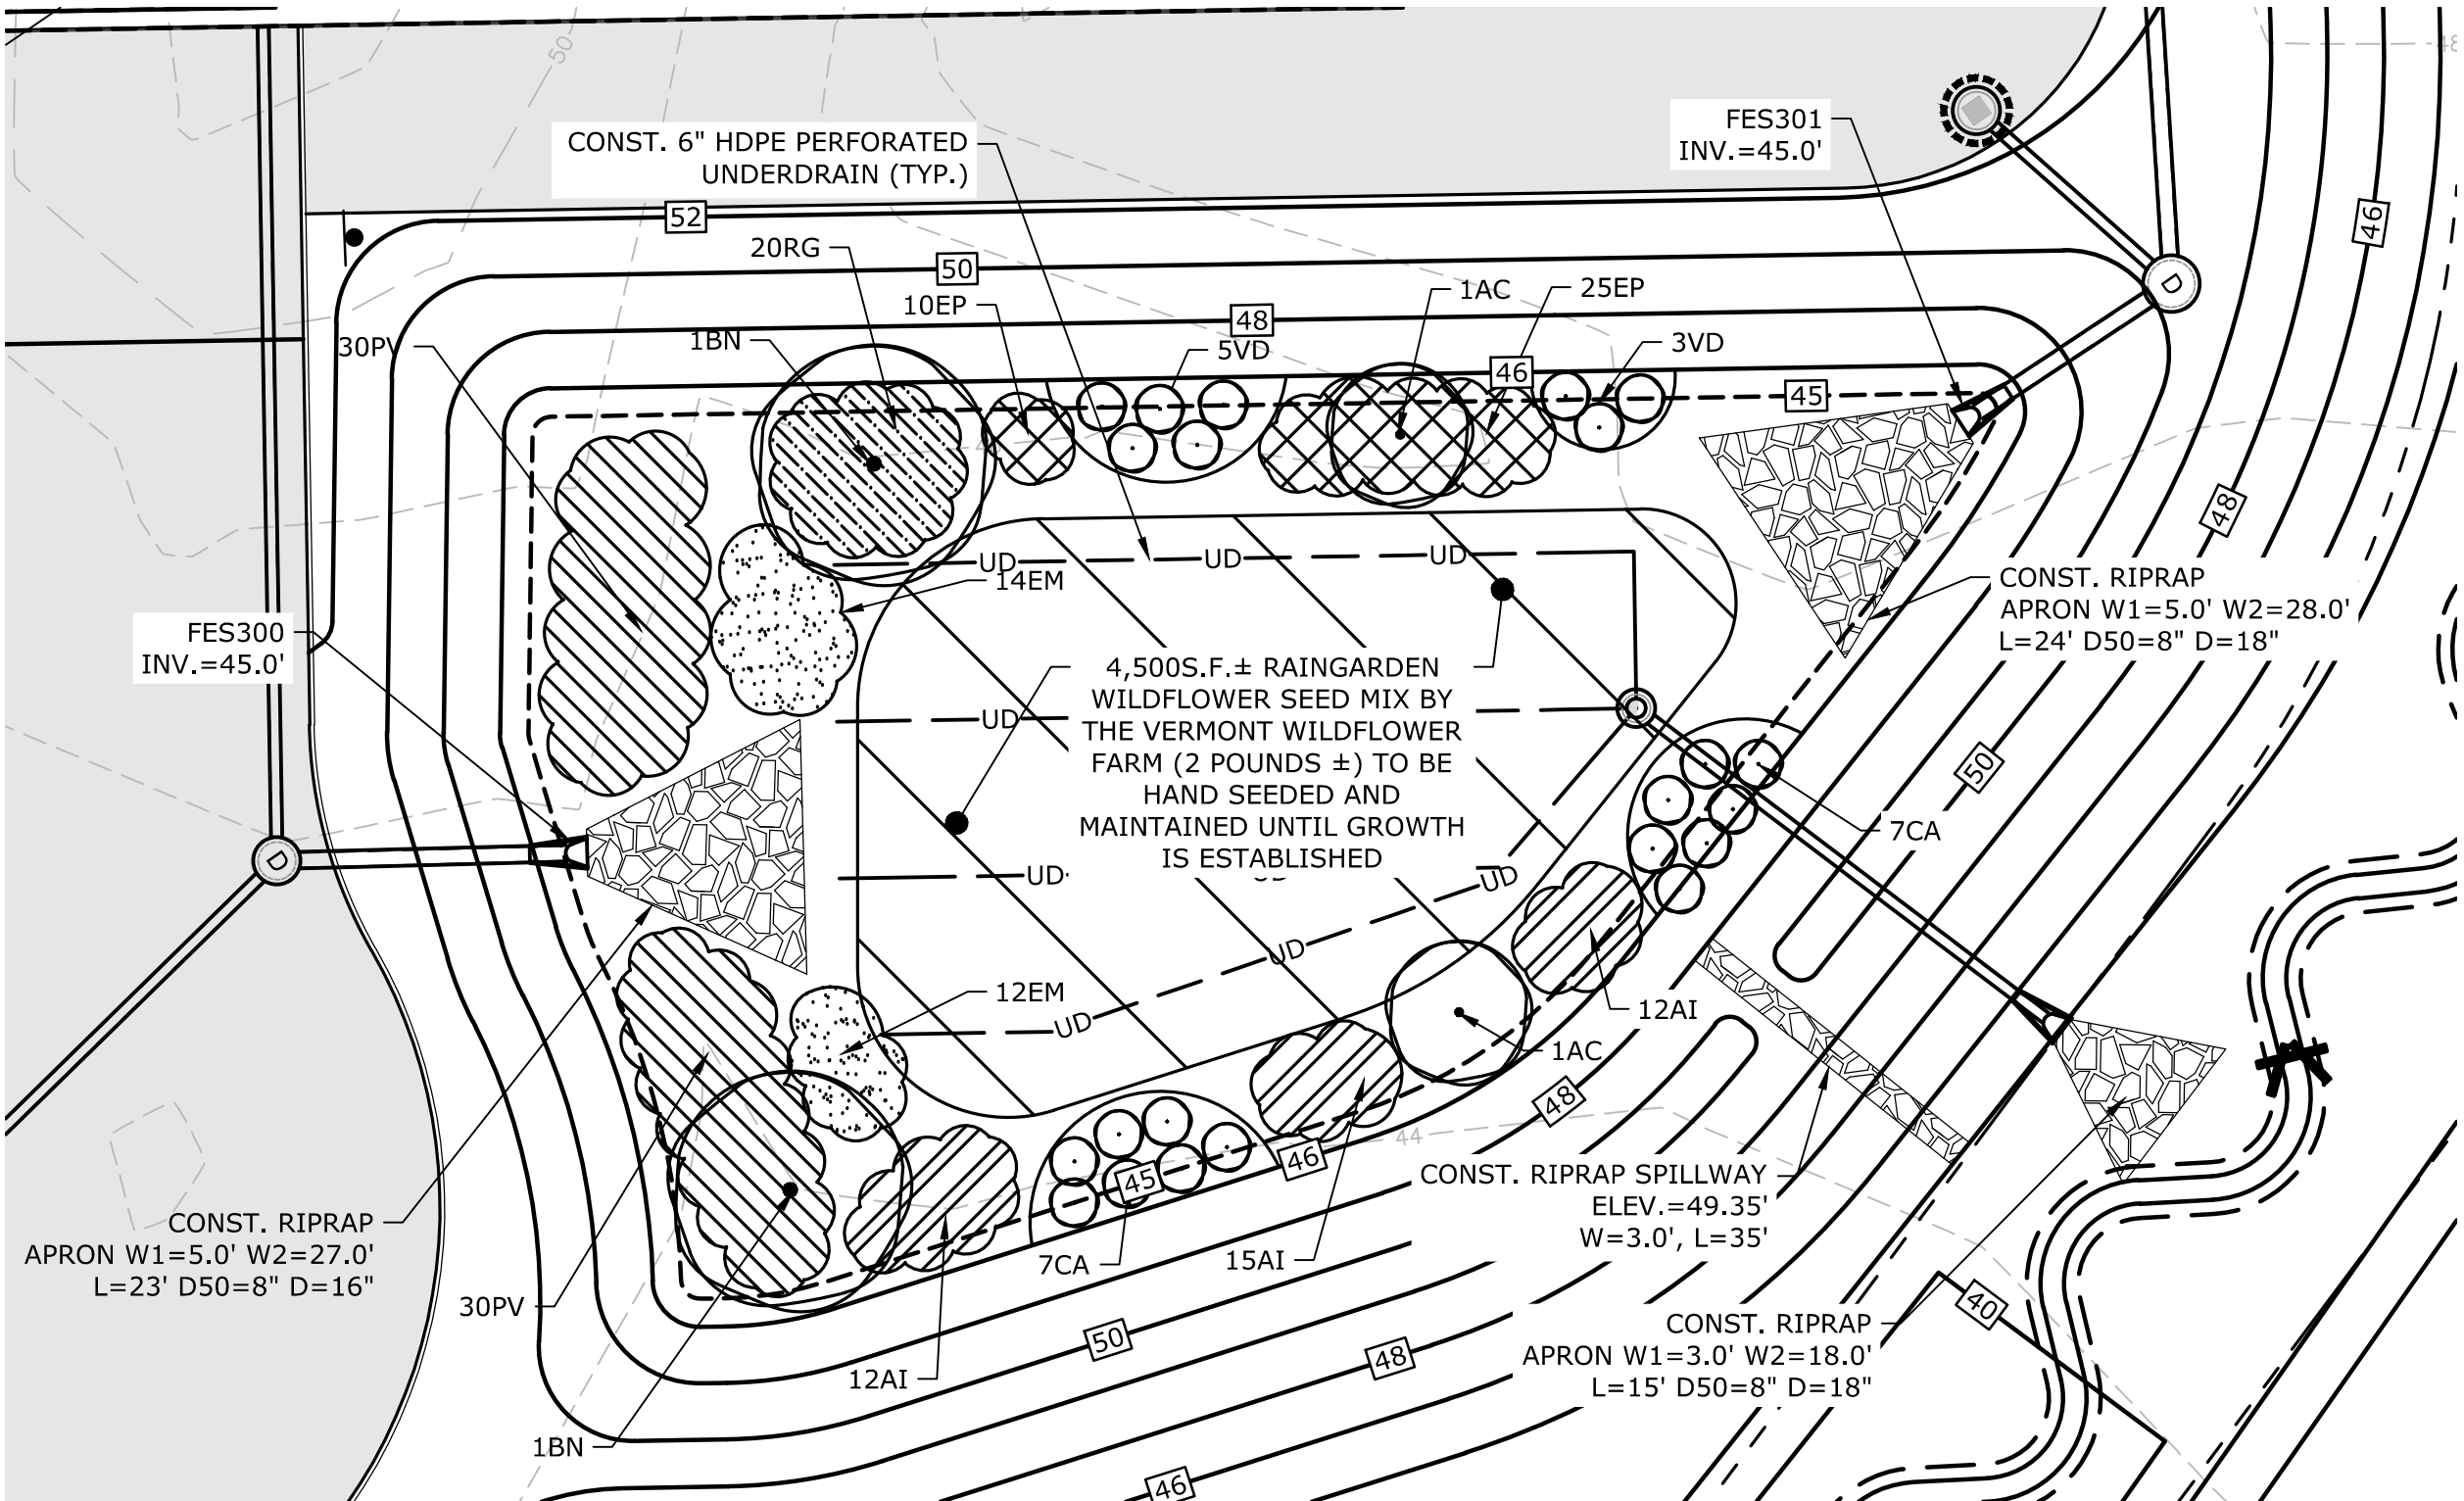 50
48
CONST. 6" HDPE PERFORATED
UNDERDRAIN (TYP.)
FES301
INV.=45.0'
52
46
20RG
50
D
10EP
1AC
25EP
48
30PV
1BN
5VD
3VD
46
45
48
UD
UD
UD
14EM
CONST. RIPRAP
APRON W1=5.0' W2=28.0'
L=24' D50=8" D=18"
FES300
INV.=45.0'
4,500S.F.± RAINGARDEN
WILDFLOWER SEED MIX BY
THE VERMONT WILDFLOWER
FARM (2 POUNDS ±) TO BE
HAND SEEDED AND
MAINTAINED UNTIL GROWTH
IS ESTABLISHED
UD
50
7CA
D
UD
UD
UD
12EM
12AI
UD
1AC
48
44
46
45
CONST. RIPRAP SPILLWAY
ELEV.=49.35'
W=3.0', L=35'
CONST. RIPRAP
APRON W1=5.0' W2=27.0'
L=23' D50=8" D=16"
7CA
15AI
30PV
40
CONST. RIPRAP
APRON W1=3.0' W2=18.0'
L=15' D50=8" D=18"
50
48
12AI
1BN
46